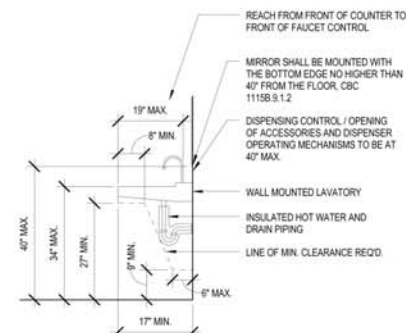 REACH FROM FRONT OF COUNTER TO
FRONT OF FAUCET CONTROL
MIRROR SHALL BE MOUNTED WITH
THE BOTTOM EDGE NO HIGHER THAN
40" FROM THE FLOOR, CBC
1115B.9.1.2
19" MAX.
DISPENSING CONTROL / OPENING
OF ACCESSORIES AND DISPENSER
OPERATING MECHANISMS TO BE AT
40" MAX.
8" MIN.
WALL MOUNTED LAVATORY
40" MAX.
34" MAX.
27" MIN.
INSULATED HOT WATER AND
DRAIN PIPING
LINE OF MIN. CLEARANCE REQ'D.
9" MIN.
6" MAX.
17" MIN.